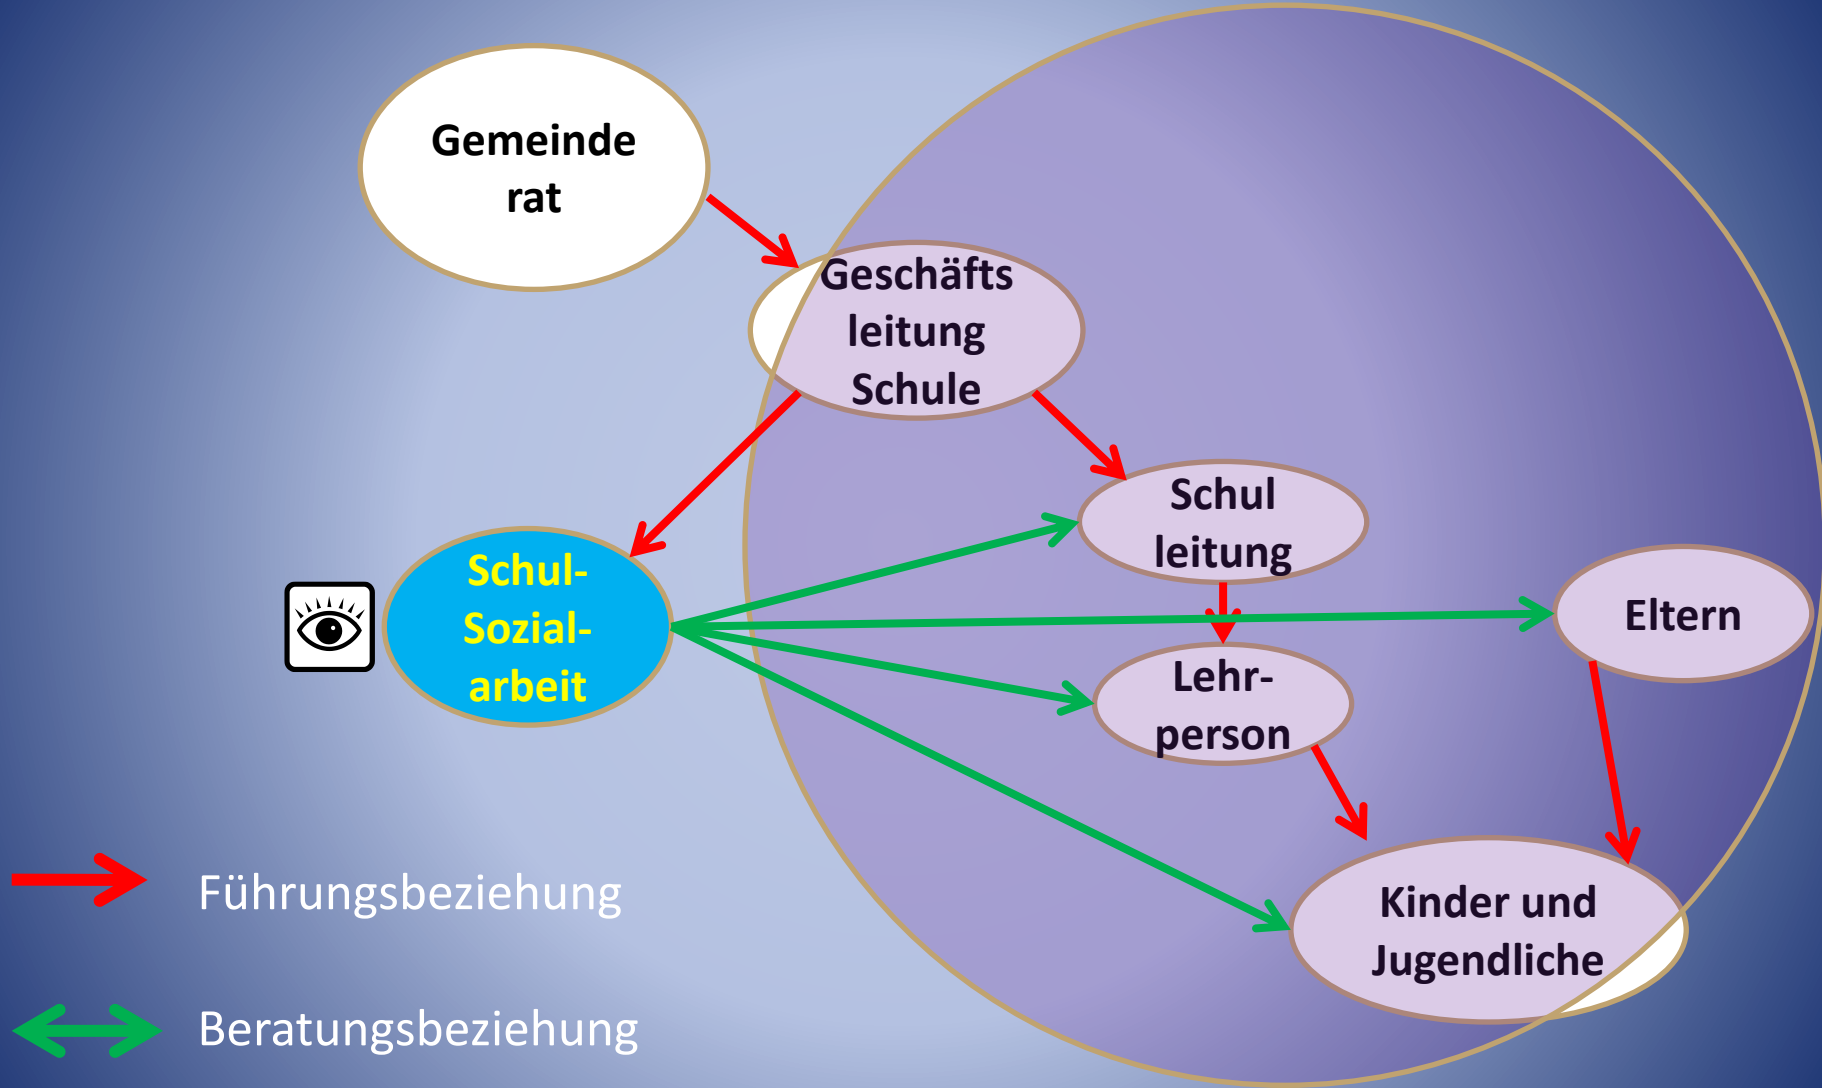 Gemeinde
rat
Geschäfts
leitung
Schule
Schul
leitung
Schul-
Sozial-
arbeit
Eltern
Lehr-
person
Kinder und
Jugendliche
Führungsbeziehung
Beratungsbeziehung